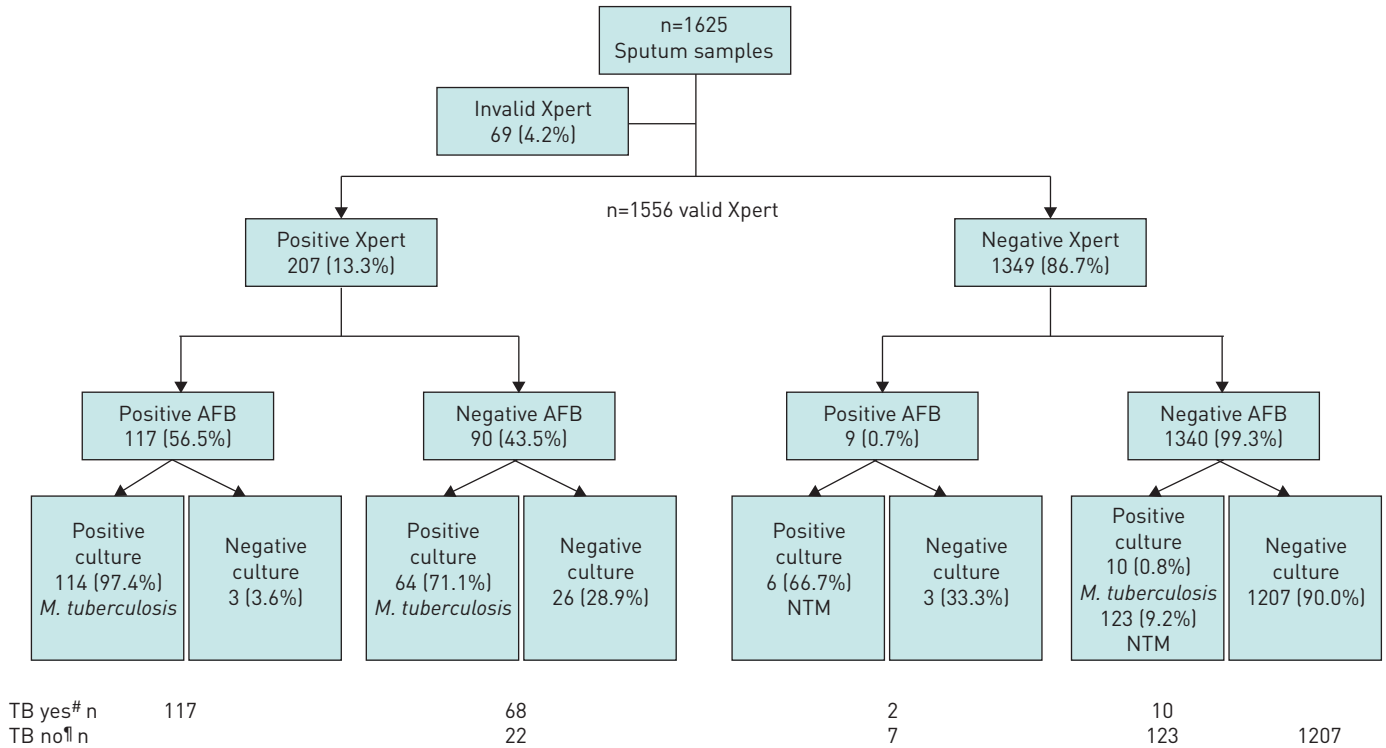 n=1625
Sputum samples
Invalid Xpert
69 (4.2%)
n=1556 valid Xpert
Positive Xpert
207 (13.3%)
Negative Xpert
1349 (86.7%)
Positive AFB
117 (56.5%)
Negative AFB
90 (43.5%)
Positive AFB
9 (0.7%)
Negative AFB
1340 (99.3%)
Positive
culture
114 (97.4%)
M. tuberculosis
Negative
culture
3 (3.6%)
Positive
culture
64 (71.1%)
M. tuberculosis
Negative
culture
26 (28.9%)
Positive
culture
6 (66.7%)
NTM
Negative
culture
3 (33.3%)
Positive
culture
10 (0.8%)
M. tuberculosis
123 (9.2%)
NTM
Negative
culture
1207 (90.0%)
TB yes# n 117 68 2 10
TB no¶ n 22 7 123 1207